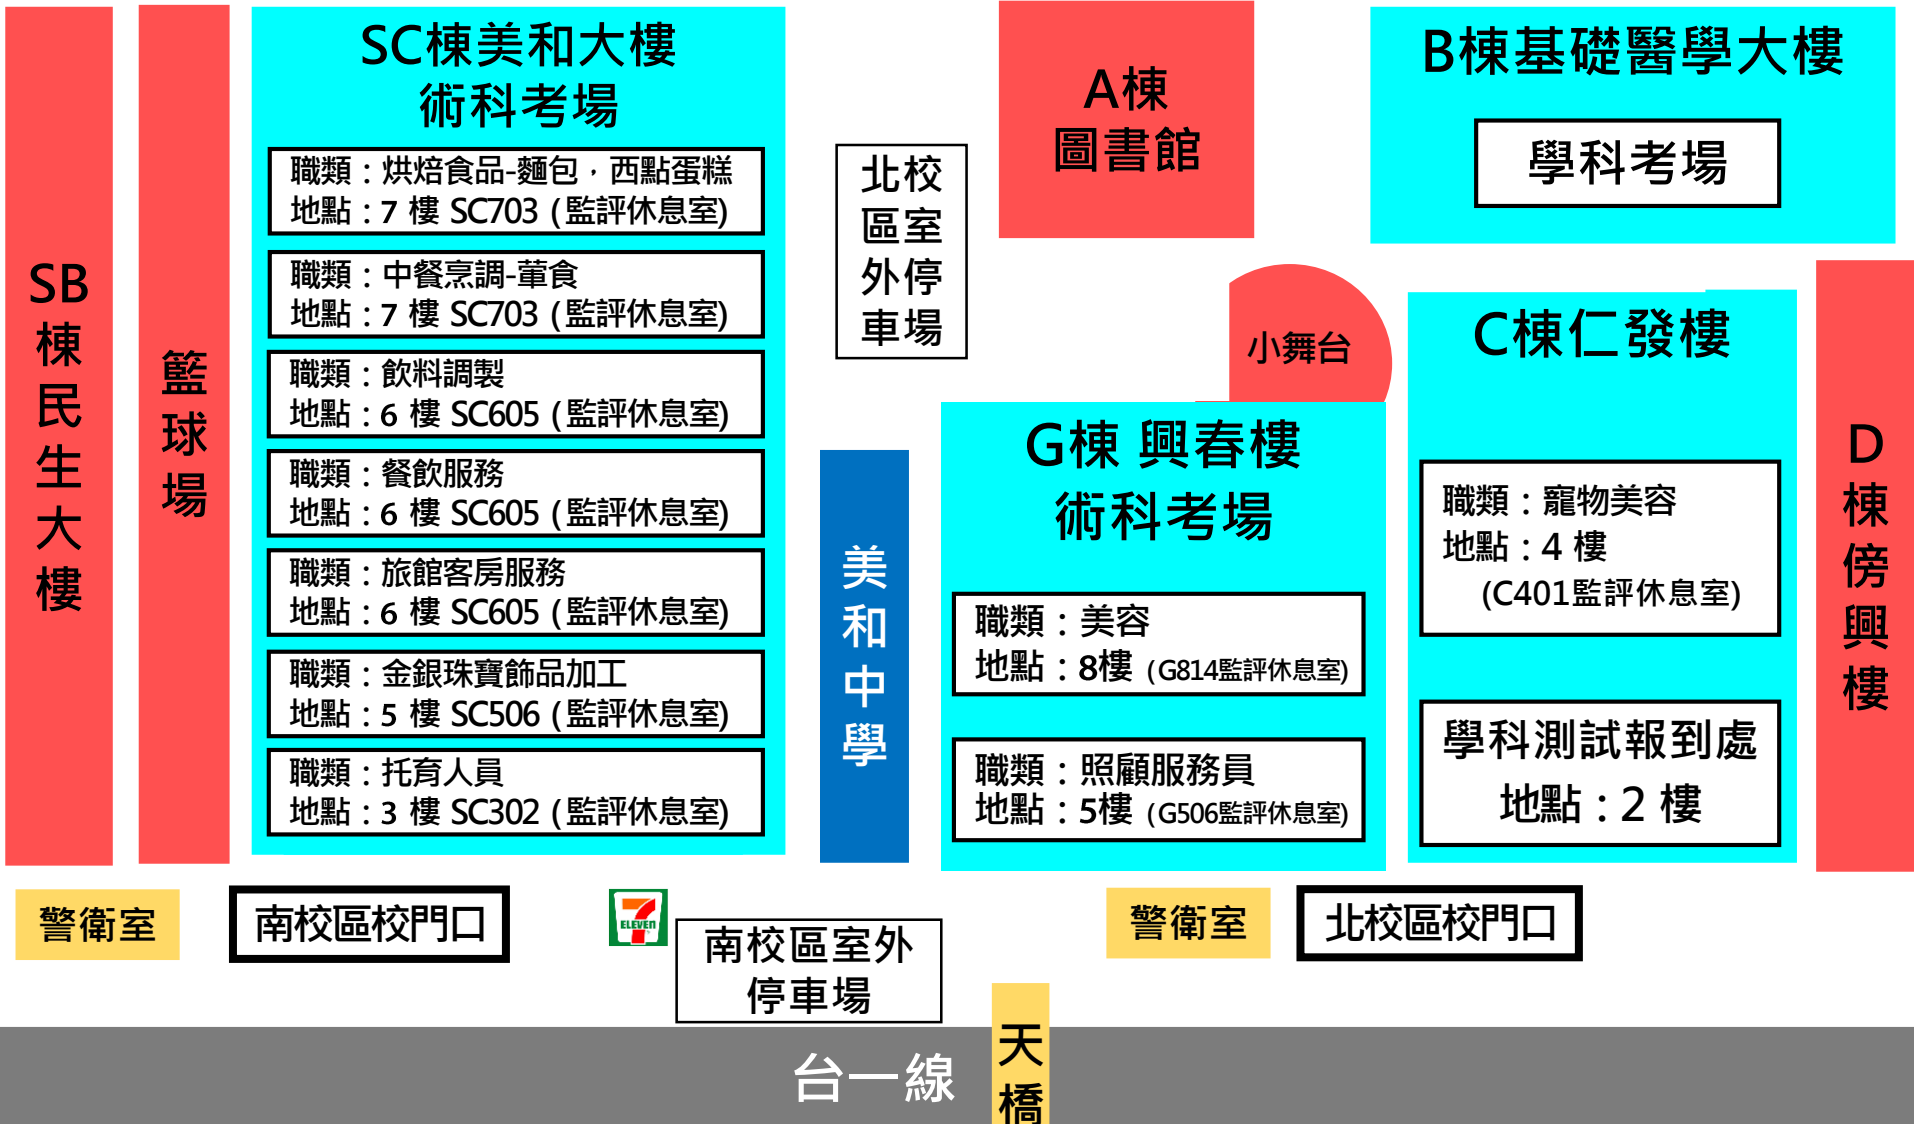 SB
棟
民
生
大
樓
籃
球
場
SC棟美和大樓
術科考場
職類：烘焙食品-麵包，西點蛋糕
地點：7 樓 SC703 (監評休息室)
職類：中餐烹調-葷食
地點：7 樓 SC703 (監評休息室)
職類：飲料調製
地點：6 樓 SC605 (監評休息室)
職類：餐飲服務
地點：6 樓 SC605 (監評休息室)
職類：旅館客房服務
地點：6 樓 SC605 (監評休息室)
職類：金銀珠寶飾品加工
地點：5 樓 SC506 (監評休息室)
職類：托育人員
地點：3 樓 SC302 (監評休息室)
北校
區室
外停
車場
美
和
中
學
A棟
圖書館
小舞台
G棟 興春樓
術科考場
職類：美容
地點：8樓 (G814監評休息室)
職類：照顧服務員
地點：5樓 (G506監評休息室)
B棟基礎醫學大樓
學科考場
C棟仁發樓
職類：寵物美容
地點：4 樓
(C401監評休息室)
學科測試報到處
地點：2 樓
D
棟
傍
興
樓
警衛室
南校區校門口
7
ELEVEN
南校區室外
停車場
警衛室
北校區校門口
台一線
天
橋